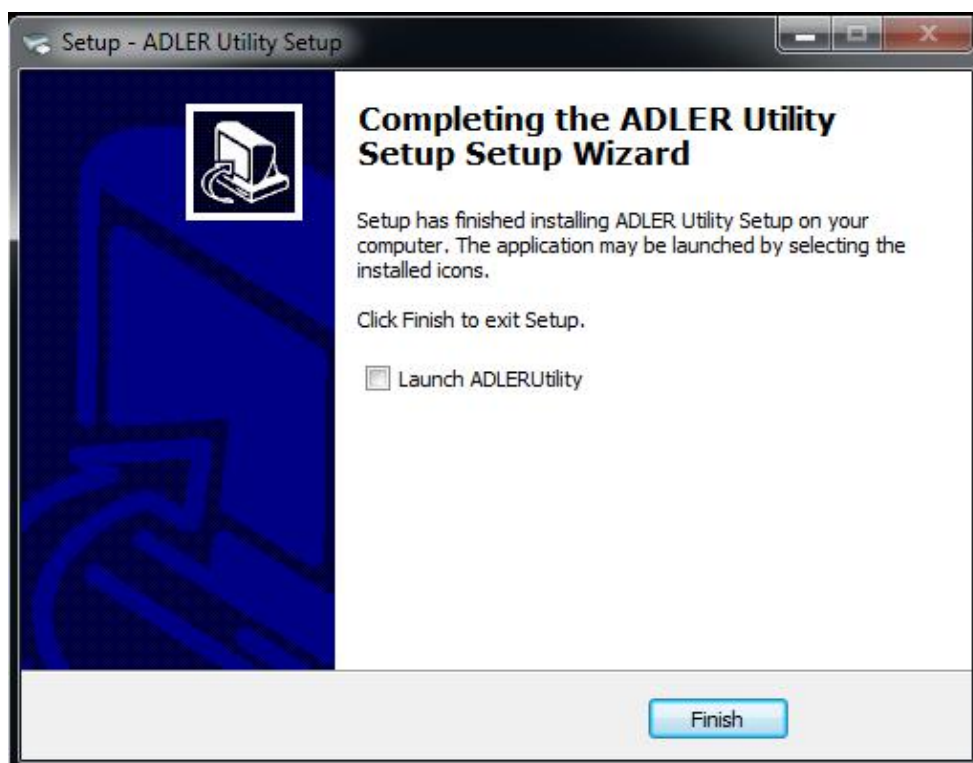 Setup - ADLER Utility Setup
Completing the ADLER Utility
Setup Setup Wizard
Setup has finished installing ADLER Utility Setup on your
computer. The application may be launched by selecting the
installed icons.
Click Finish to exit Setup.
Launch ADLERUtility
Finish